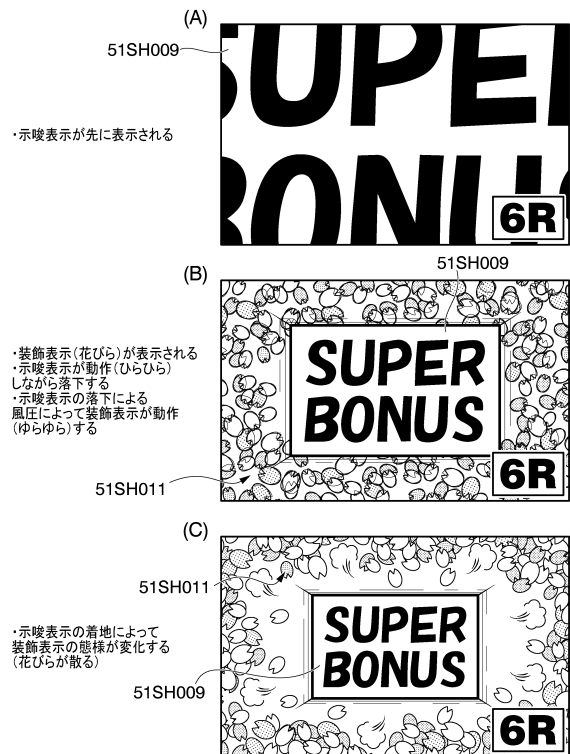 (A)
51SH009
・示唆表示が先に表示される
SUPE
BONUS
6R
(B)
51SH009
・装飾表示(花びら)が表示される
・示唆表示が動作(ひらひら)
しながら落下する
・示唆表示の落下による
風圧によって装飾表示が動作
(ゆらゆら)する
SUPER
BONUS
6R
51SH011
(C)
51SH011
・示唆表示の着地によって
装飾表示の態様が変化する
(花びらが散る)
SUPER
BONUS
51SH009
6R